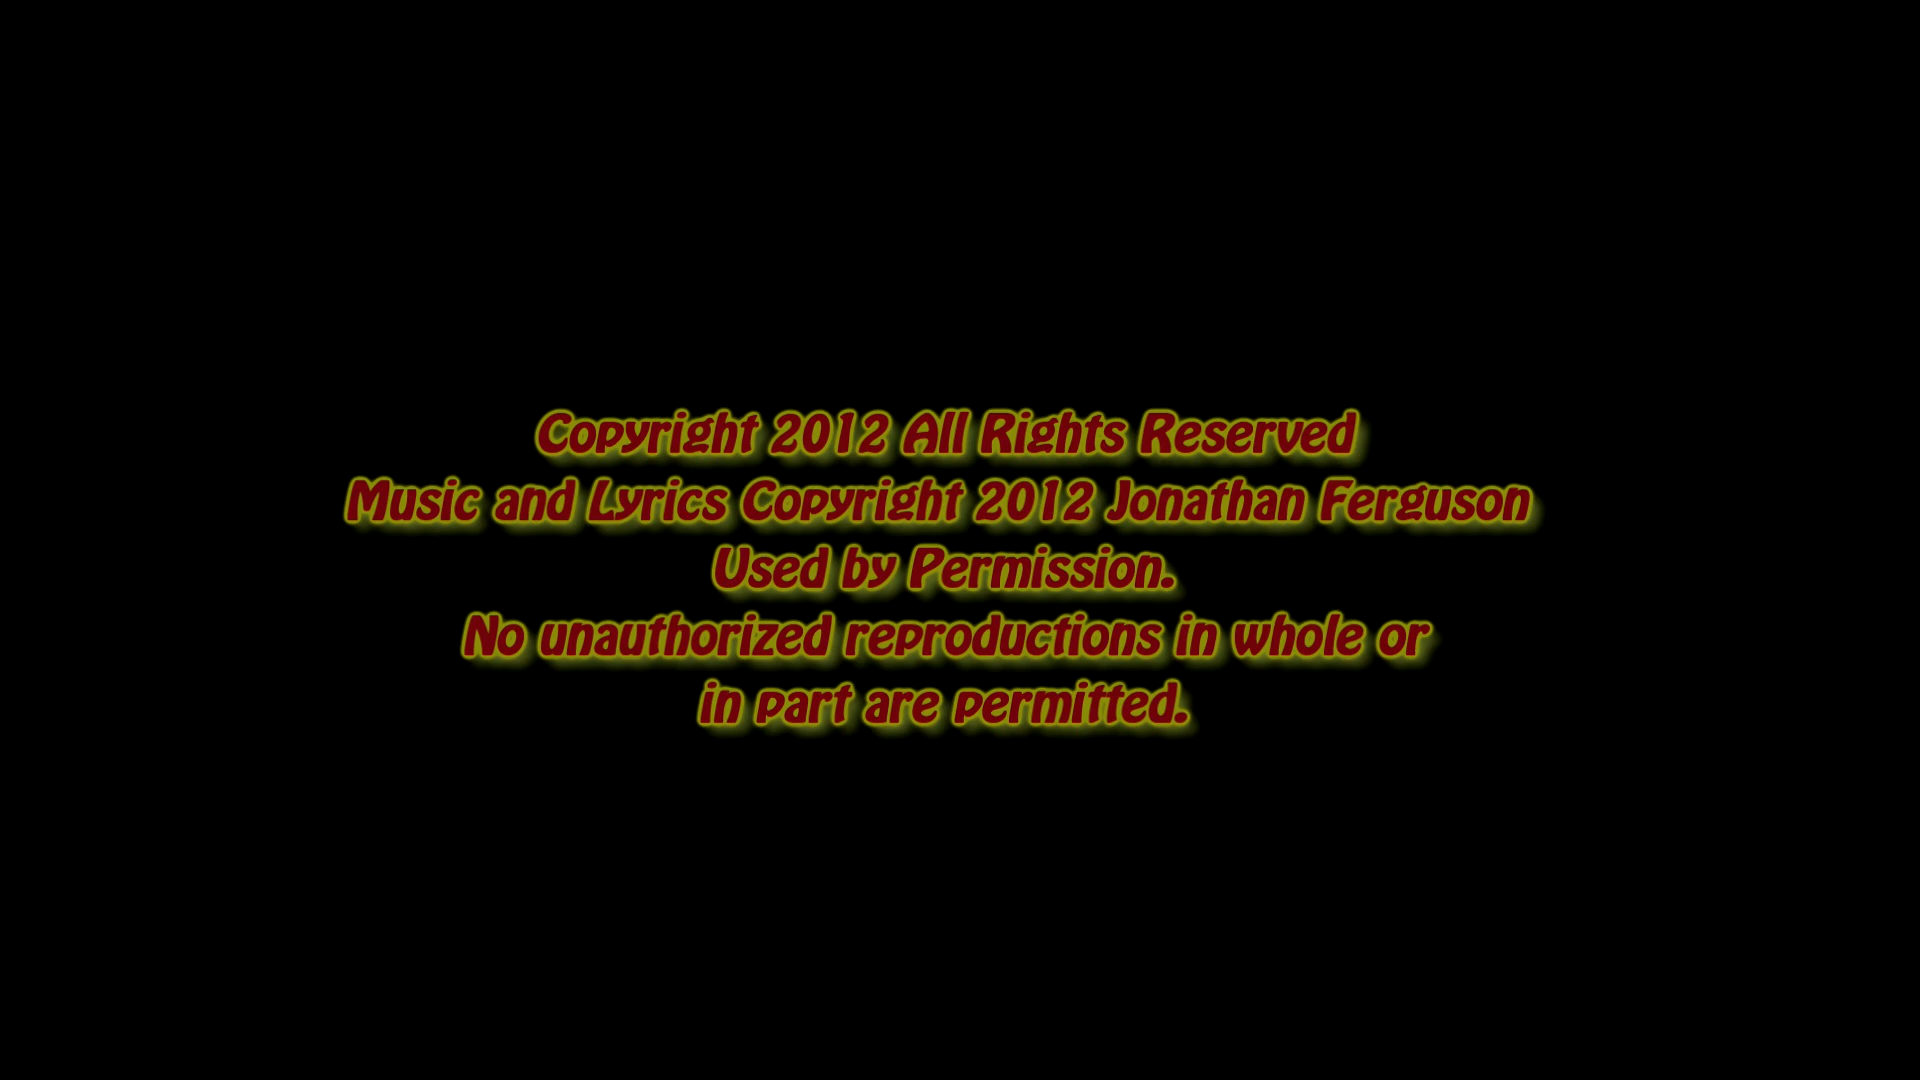 Copyright 2012 All Rights Reserved
Music and Lyrics Copyright 2012 Jonathan Ferguson
Used by Permission.
No unauthorized reproductions in whole or
in part are permitted.